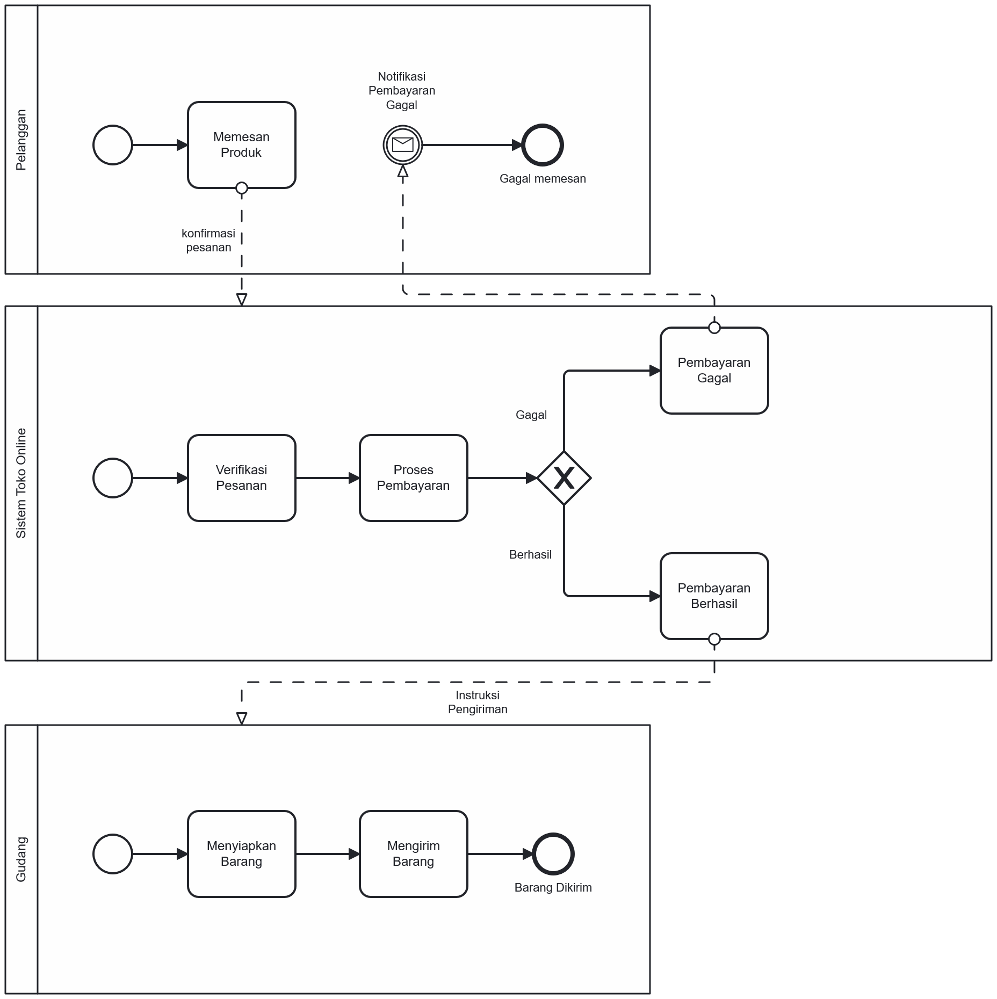 Pelanggan
Memesan
Produk
Notifikasi
Pembayaran
Gagal
Gagal memesan
konfirmasi
pesanan
Sistem Toko Online
Verifikasi
Pesanan
Proses
Pembayaran
X
Gagal
Pembayaran
Gagal
Berhasil
Pembayaran
Berhasil
Instruksi
Pengiriman
Gudang
Menyiapkan
Barang
Mengirim
Barang
Barang Dikirim